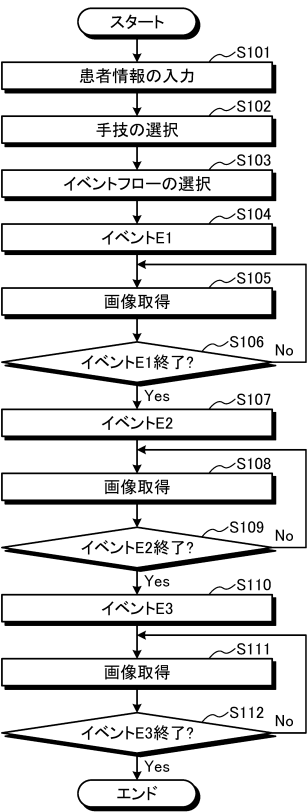 スタート
S101
患者情報の入力
S102
手技の選択
S103
イベントフローの選択
S104
イベントE1
S105
画像取得
S106
イベントE1終了?
No
Yes
S107
イベントE2
S108
画像取得
S109
イベントE2終了?
No
Yes
S110
イベントE3
S111
画像取得
S112
イベントE3終了?
No
Yes
エンド